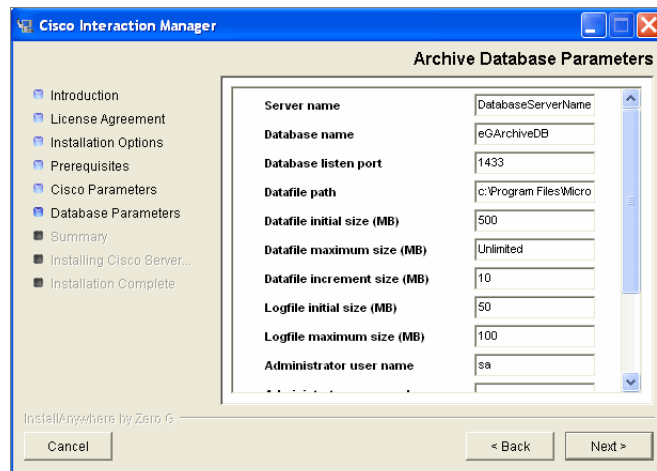 Cisco Interaction Manager
Archive Database Parameters
Introduction
License Agreement
Installation Options
Prerequisites
Cisco Parameters
Database Parameters
Summary
Installing Cisco Server...
Installation Complete
Server name DatabaseServerName
Database name eGArchiveDB
Database listen port 1433
Datafile path c:\Program Files\Micro
Datafile initial size (MB) 500
Datafile maximum size (MB) Unlimited
Datafile increment size (MB) 10
Logfile initial size (MB) 50
Logfile maximum size (MB) 100
Administrator user name sa
InstallAnywhere by Zero G
Cancel
< Back
Next >